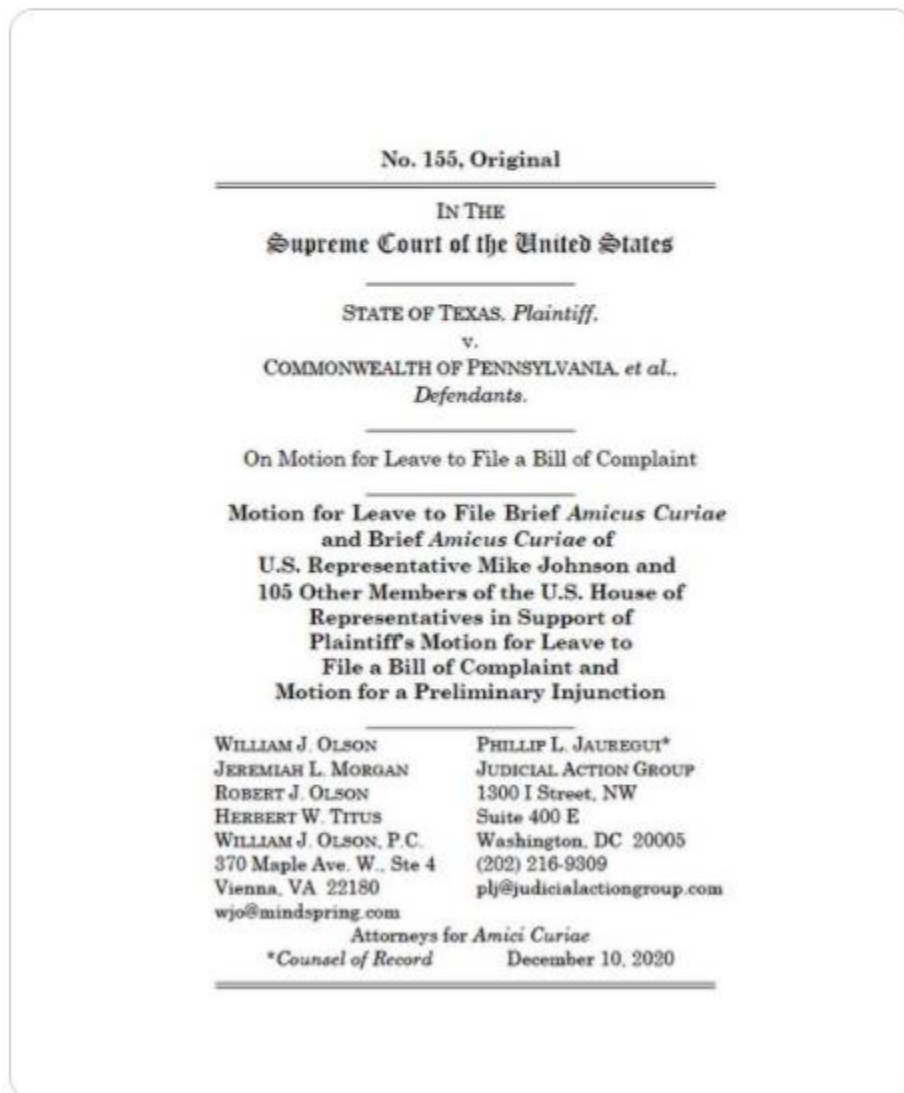 No. 155, Original
IN THE
Supreme Court of the United States
STATE OF TEXAS, Plaintiff,
v.
COMMONWEALTH OF PENNSYLVANIA, et al.,
Defendants.
On Motion for Leave to File a Bill of Complaint
Motion for Leave to File Brief Amicus Curiae
and Brief Amicus Curiae of
U.S. Representative Mike Johnson and
105 Other Members of the U.S. House of
Representatives in Support of
Plaintiff's Motion for Leave to
File a Bill of Complaint and
Motion for a Preliminary Injunction
WILLIAM J. OLSON
JEREMIAH L. MORGAN
ROBERT J. OLSON
HERBERT W. TITUS
WILLIAM J. OLSON, P.C.
370 Maple Ave. W., Ste 4
Vienna, VA 22180
wjo@mindspring.com
PHILLIP L. JAUREGUI*
JUDICIAL ACTION GROUP
1300 I Street, NW
Suite 400 E
Washington, DC 20005
(202) 216-9309
plj@judicialactiongroup.com
Attorneys for Amici Curiae
*Counsel of Record December 10, 2020